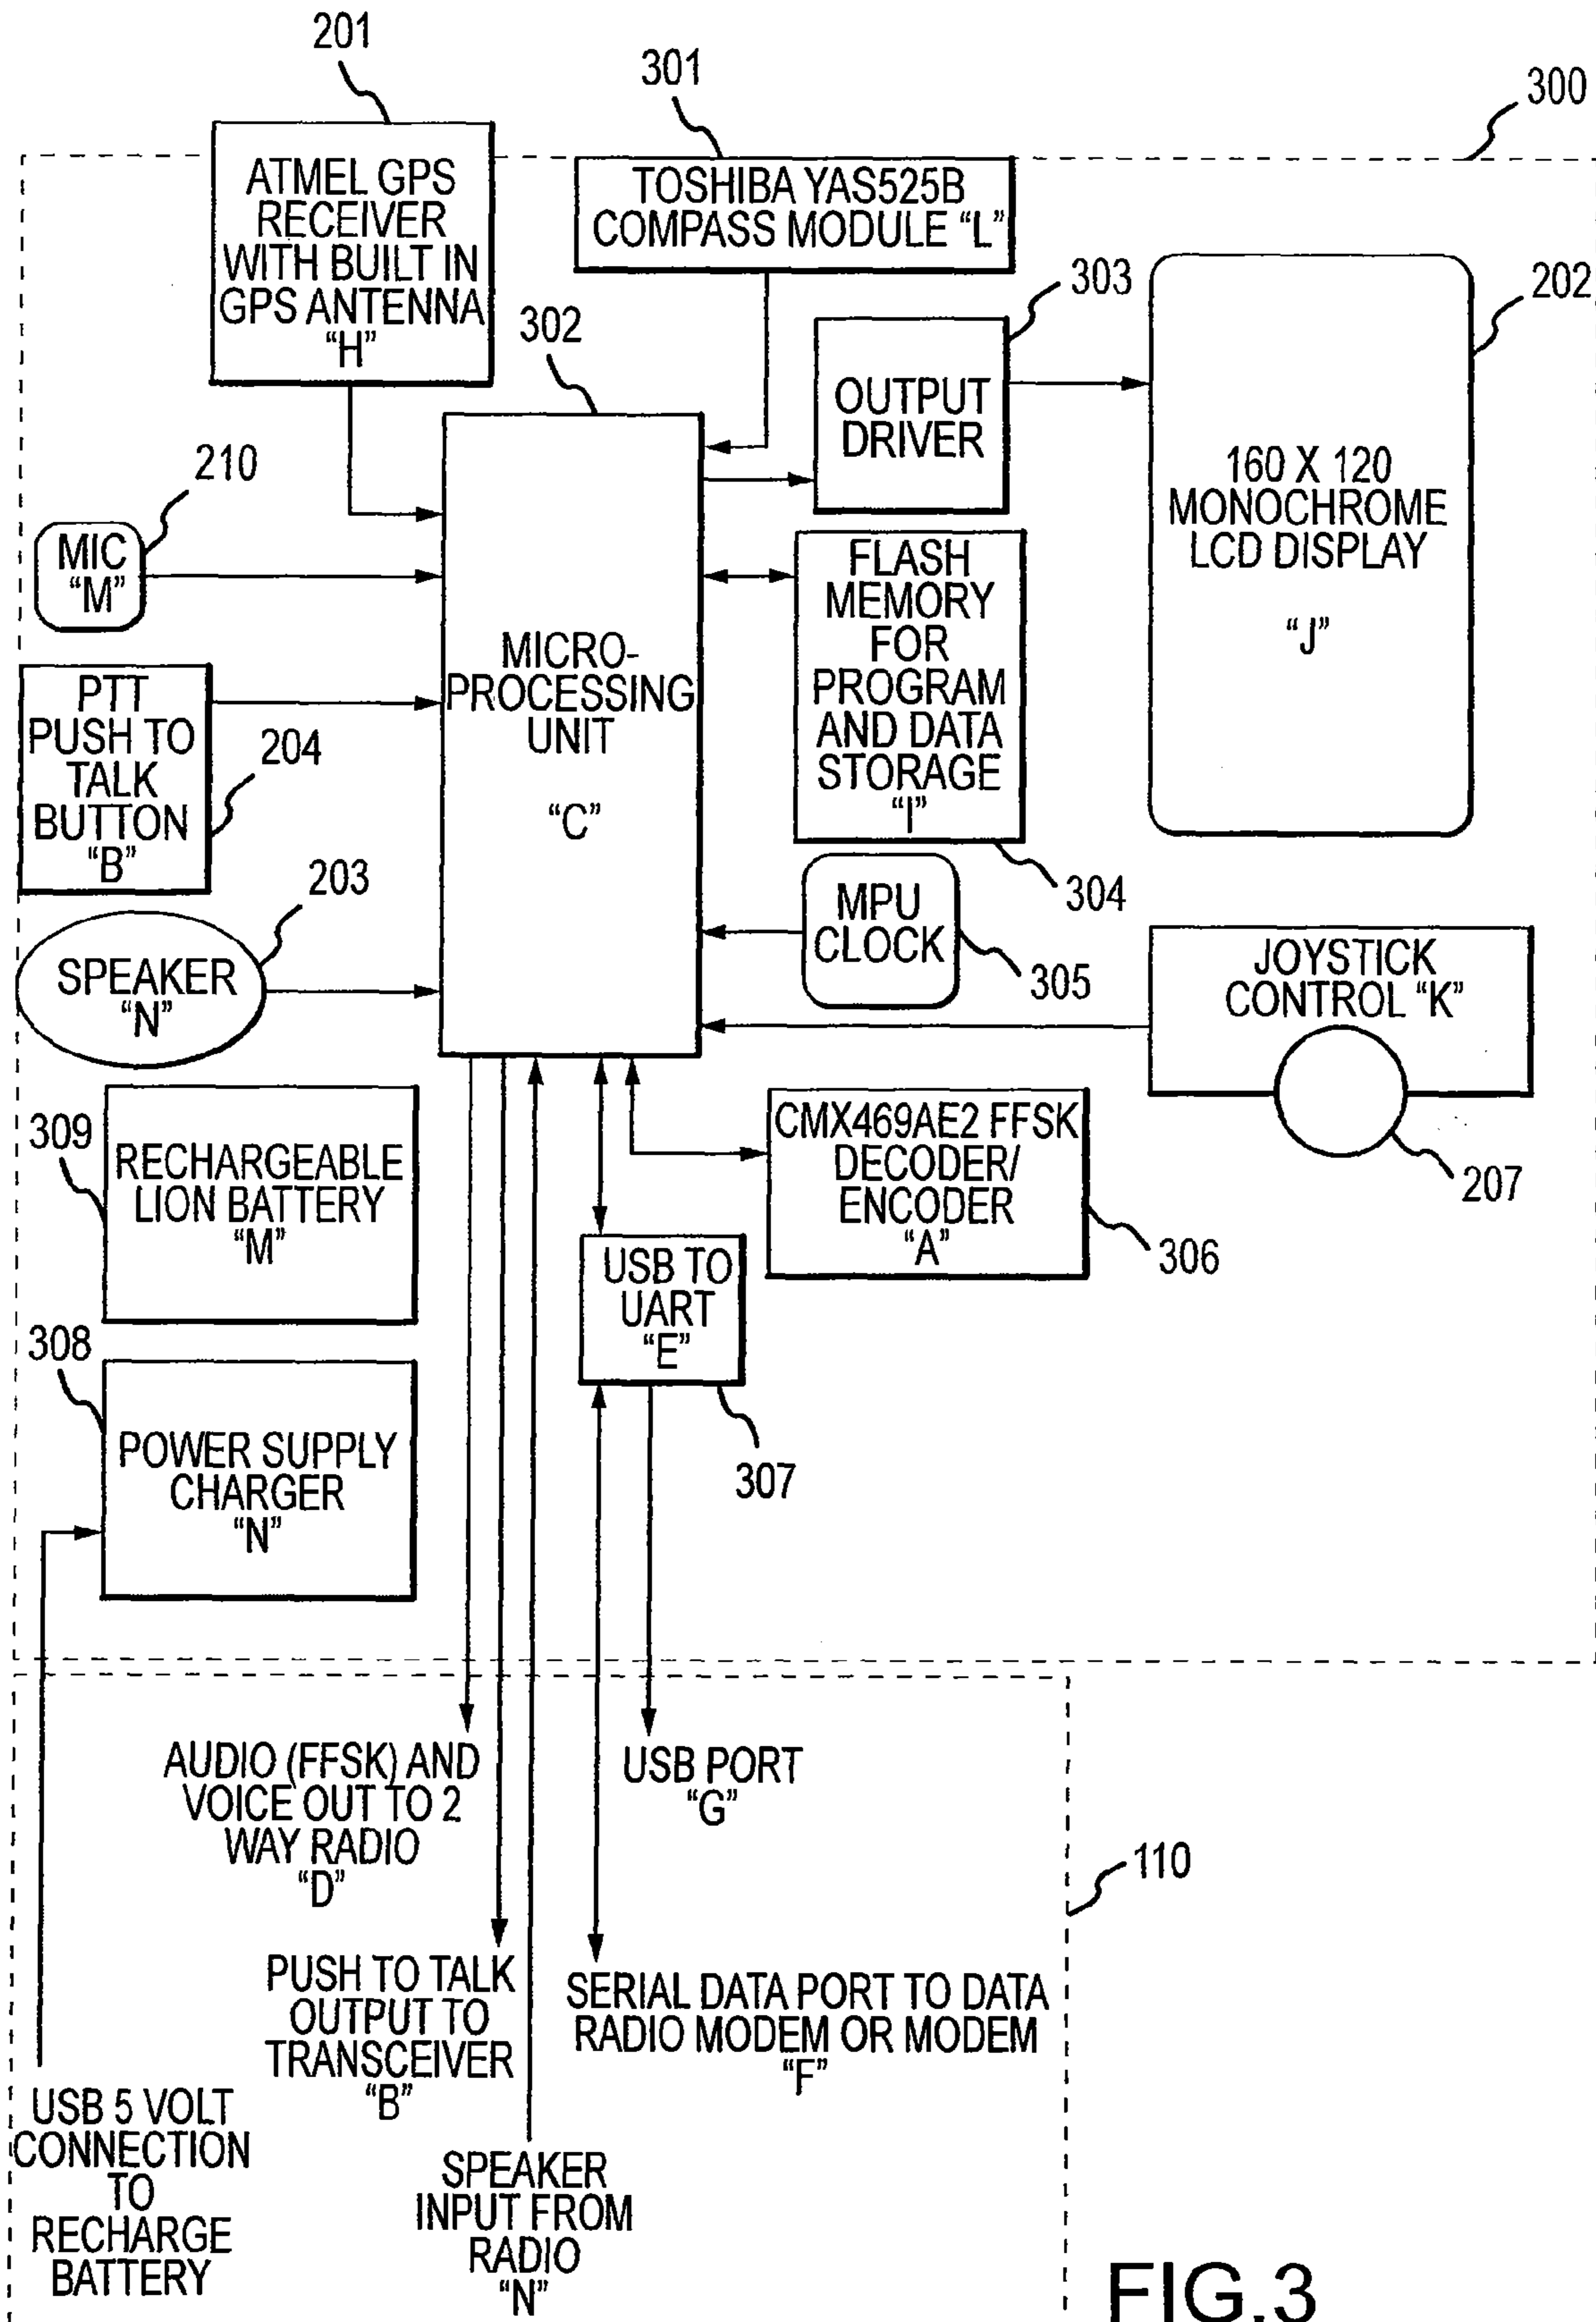 201
301
300
ATMEL GPS
RECEIVER
WITH BUILT IN
GPS ANTENNA
“H”
TOSHIBA YAS525B
COMPASS MODULE “L”
303
202
302
OUTPUT
DRIVER
160 X 120
MONOCHROME
LCD DISPLAY
“J”
210
MIC
“M”
FLASH
MEMORY
FOR
PROGRAM
AND DATA
STORAGE
“I”
304
MICRO-
PROCESSING
UNIT
“C”
PTT
PUSH TO
TALK
BUTTON
“B”
204
203
SPEAKER
“N”
MPU
CLOCK
305
JOYSTICK
CONTROL “K”
207
309
RECHARGEABLE
LION BATTERY
“M”
CMX469AE2 FFSK
DECODER/
ENCODER
“A”
306
USB TO
UART
“E”
307
308
POWER SUPPLY
CHARGER
“N”
AUDIO (FFSK) AND
VOICE OUT TO 2
WAY RADIO
“D”
USB PORT
“G”
110
PUSH TO TALK
OUTPUT TO
TRANSCEIVER
“B”
SERIAL DATA PORT TO DATA
RADIO MODEM OR MODEM
“F”
USB 5 VOLT
CONNECTION
TO
RECHARGE
BATTERY
SPEAKER
INPUT FROM
RADIO
“N”
FIG.3